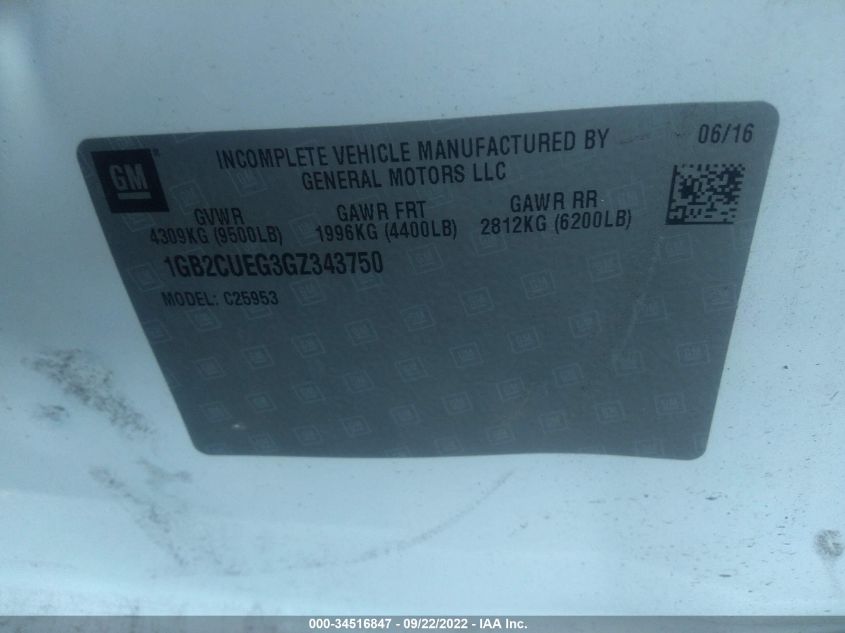 GM
INCOMPLETE VEHICLE MANUFACTURED BY
GENERAL MOTORS LLC
06/16
GVWR
4309KG (9500LB)
GAWR FRT
1996KG (4400LB)
GAWR RR
2812KG (6200LB)
1GB2CUEG3GZ343750
MODEL: C25953
000-34516847 - 09/22/2022 - IAA Inc.